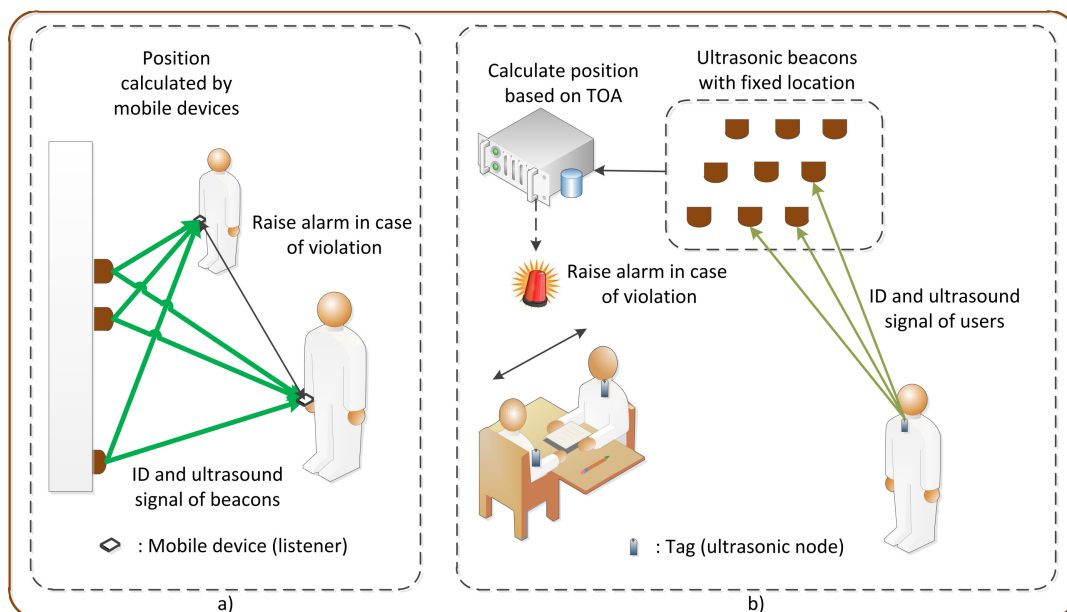 Position
calculated by
mobile devices
Raise alarm in case
of violation
ID and ultrasound
signal of beacons
: Mobile device (listener)
a)
Calculate position
based on TOA
Ultrasonic beacons
with fixed location
Raise alarm in case
of violation
ID and ultrasound
signal of users
: Tag (ultrasonic node)
b)